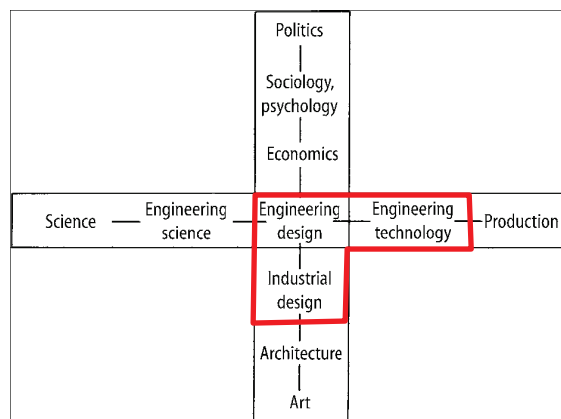 Politics
Sociology,
psychology
Economics
Science
Engineering
science
Engineering
design
Engineering
technology
Production
Industrial
design
Architecture
Art